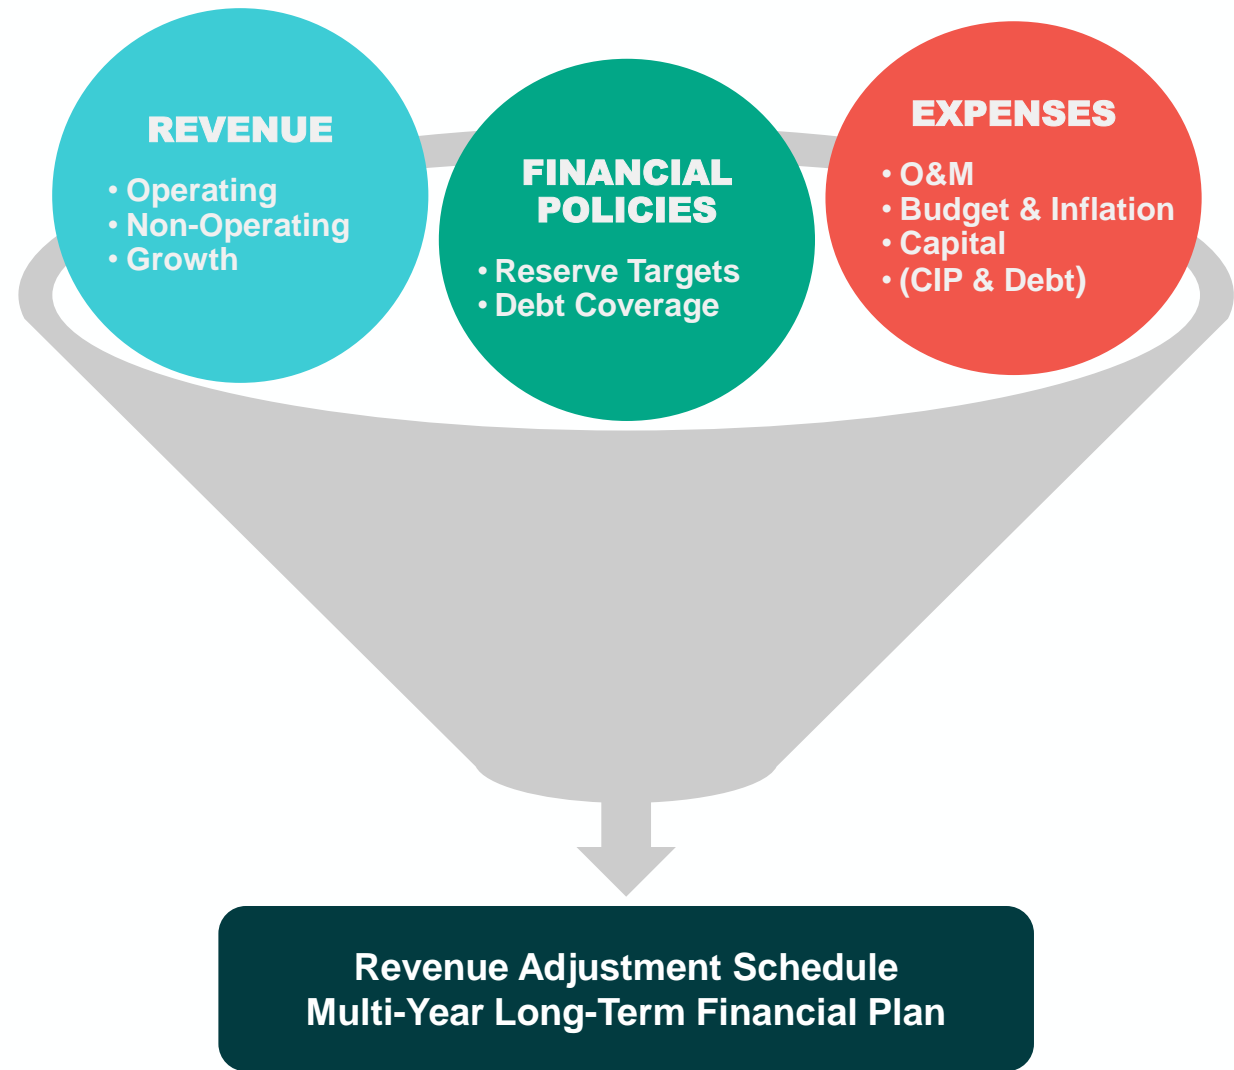 REVENUE
• Operating
• Non-Operating
• Growth
FINANCIAL
POLICIES
• Reserve Targets
• Debt Coverage
EXPENSES
• O&M
• Budget & Inflation
• Capital
• (CIP & Debt)
Revenue Adjustment Schedule
Multi-Year Long-Term Financial Plan